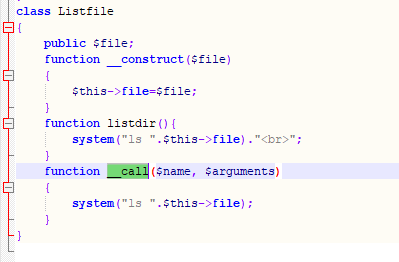 class Listfile
{
    public $file;
    function __construct($file)
    {
        $this->file=$file;
    }
    function listdir(){
        system("ls ".$this->file)."<br>";
    }
    function __call($name, $arguments)
    {
        system("ls ".$this->file);
    }
}